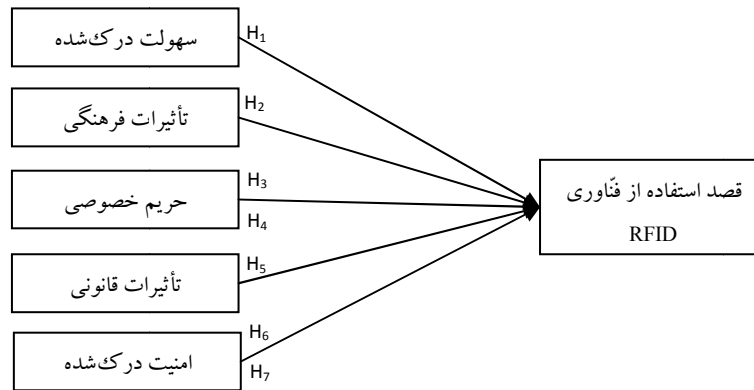 سهولت درک‌شده
H₁
تأثیرات فرهنگی
H₂
حریم خصوصی
H₃
H₄
تأثیرات قانونی
H₅
امنیت درک‌شده
H₆
H₇
قصد استفاده از فنّاوری
RFID